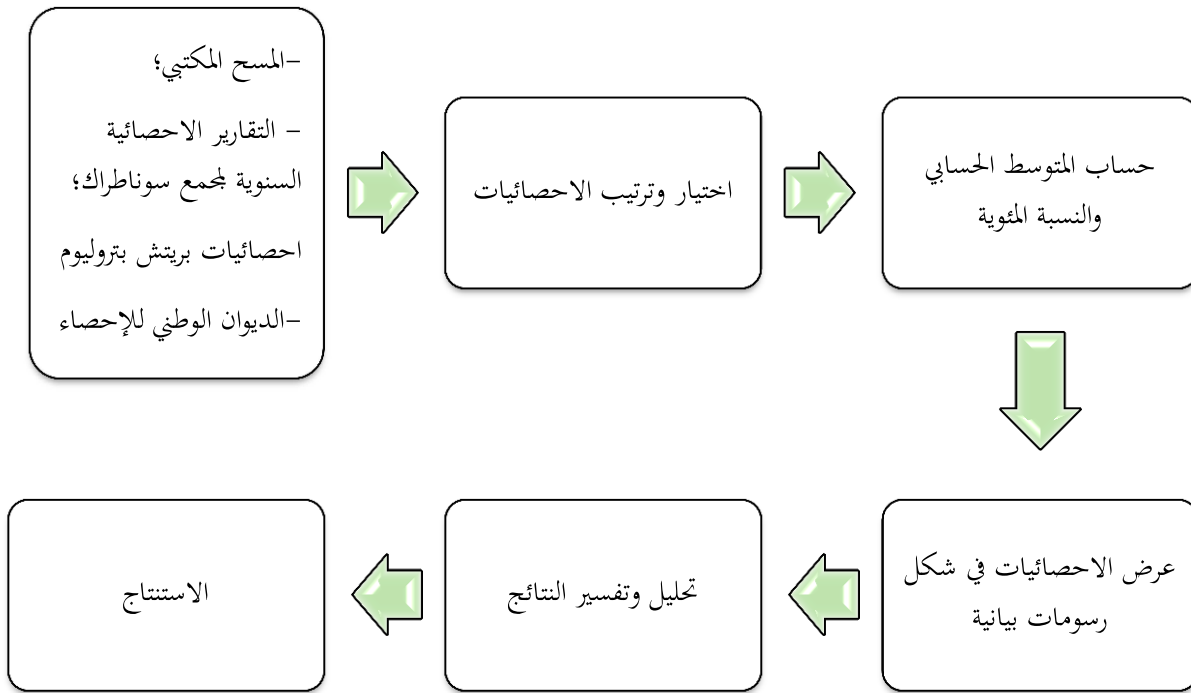 -المسح المكتبي؛
- التقارير الاحصائية
السنوية لمجمع سوناطراك؛
احصائيات بريتش بتروليوم
-الديوان الوطني للإحصاء
اختيار وترتيب الاحصائيات
حساب المتوسط الحسابي
والنسبة المئوية
عرض الاحصائيات في شكل
رسومات بيانية
تحليل وتفسير النتائج
الاستنتاج